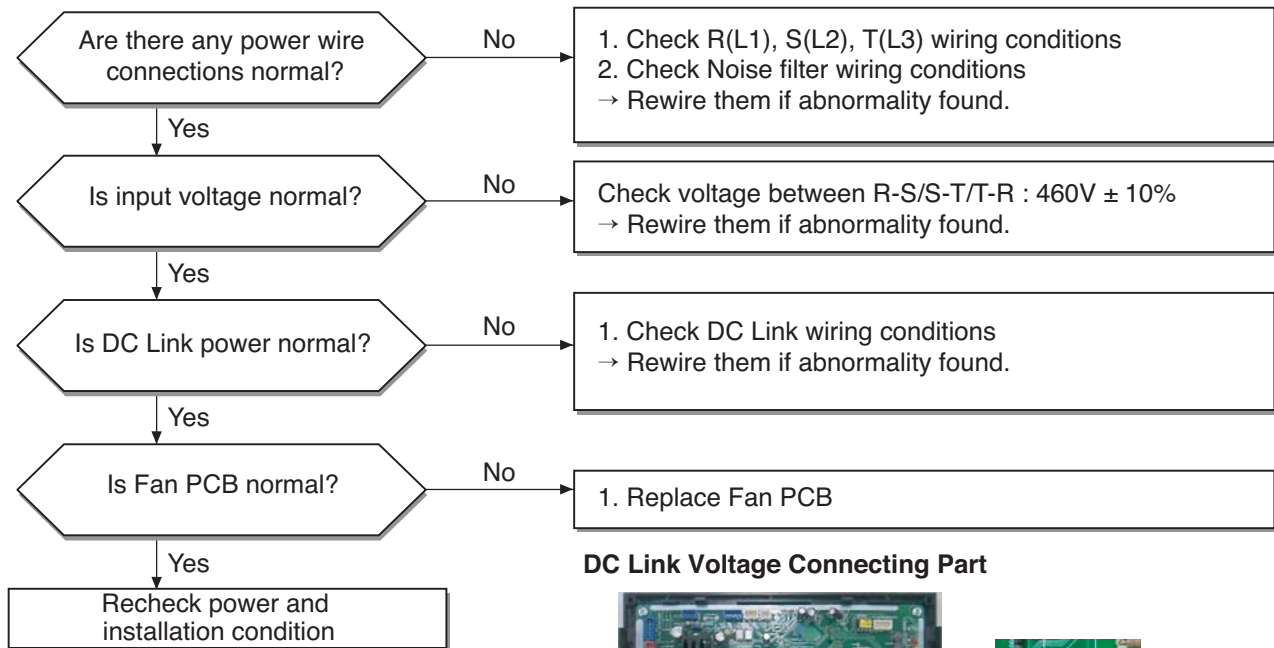 Are there any power wire
connections normal?
No
1. Check R(L1), S(L2), T(L3) wiring conditions
2. Check Noise filter wiring conditions
→ Rewire them if abnormality found.
Yes
Is input voltage normal?
No
Check voltage between R-S/S-T/T-R : 460V ± 10%
→ Rewire them if abnormality found.
Yes
Is DC Link power normal?
No
1. Check DC Link wiring conditions
→ Rewire them if abnormality found.
Yes
Is Fan PCB normal?
No
1. Replace Fan PCB
Yes
Recheck power and
installation condition
DC Link Voltage Connecting Part